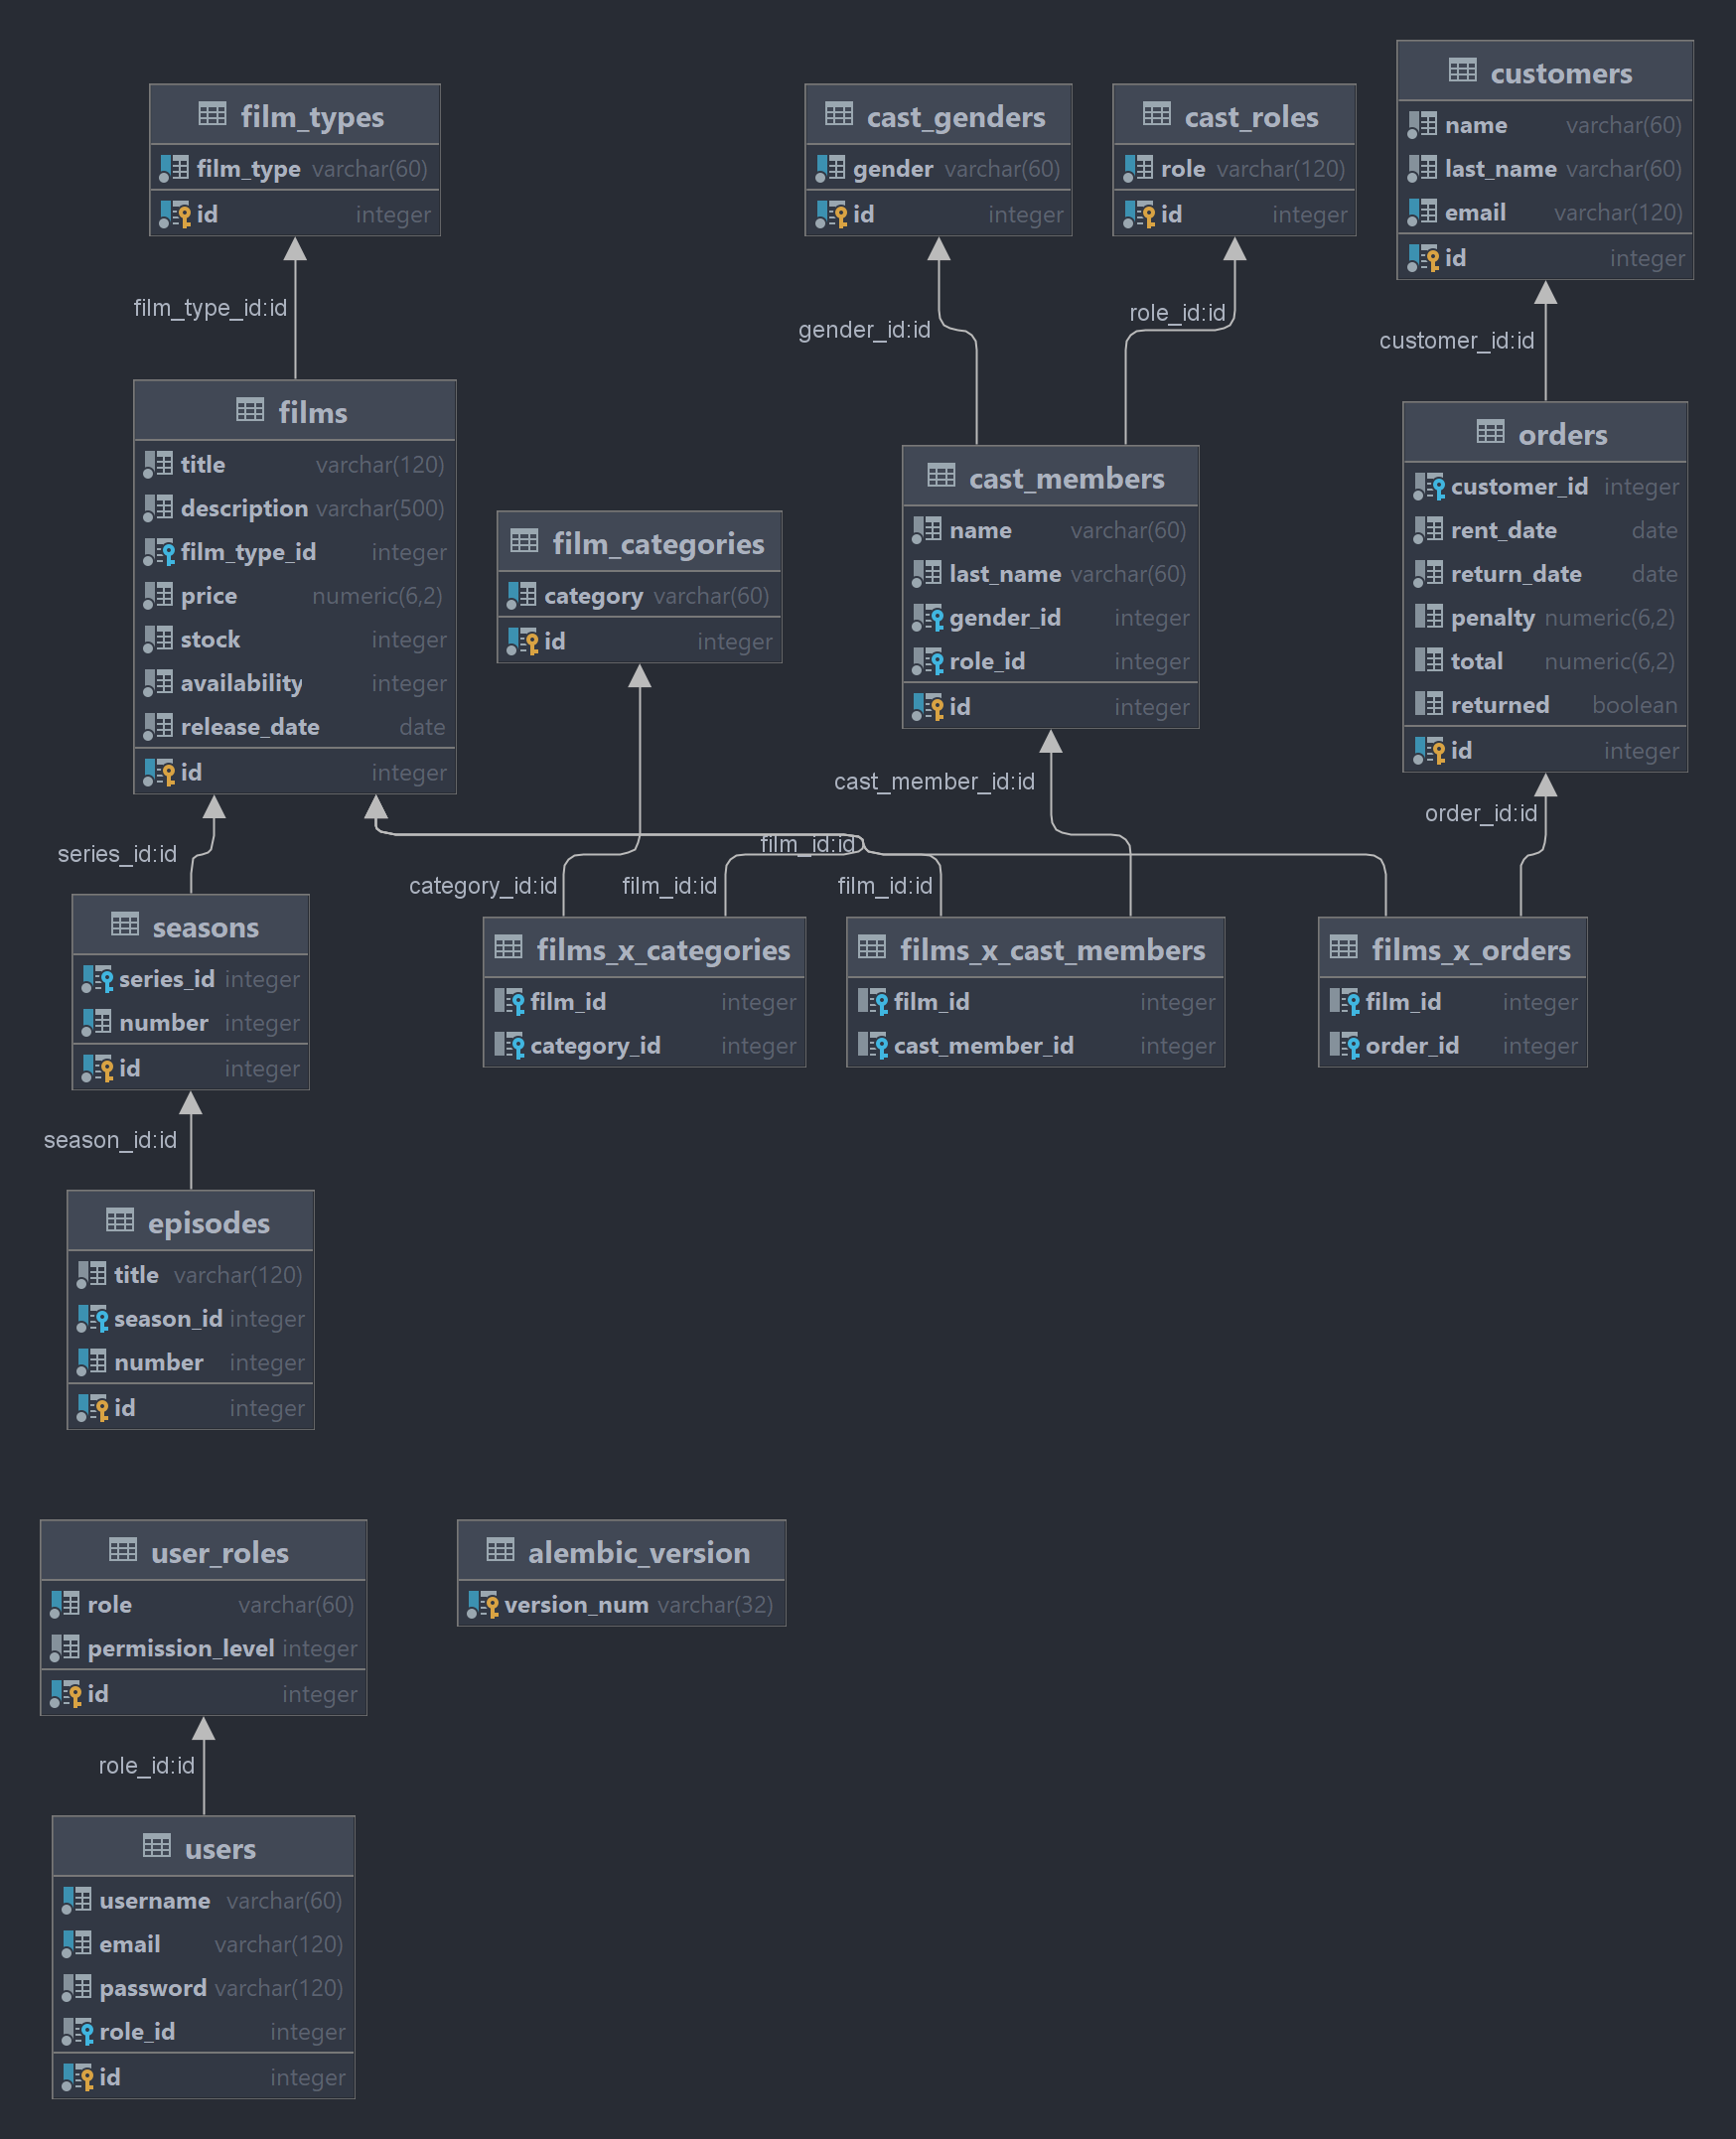 film_types
film_type varchar(60)
id integer
cast_genders
gender varchar(60)
id integer
cast_roles
role varchar(120)
id integer
customers
name varchar(60)
last_name varchar(60)
email varchar(120)
id integer
film_type_id:id
gender_id:id
role_id:id
customer_id:id
films
title varchar(120)
description varchar(500)
film_type_id integer
price numeric(6,2)
stock integer
availability integer
release_date date
id integer
film_categories
category varchar(60)
id integer
cast_members
name varchar(60)
last_name varchar(60)
gender_id integer
role_id integer
id integer
orders
customer_id integer
rent_date date
return_date date
penalty numeric(6,2)
total numeric(6,2)
returned boolean
id integer
series_id:id
category_id:id
film_id:id
film_id:id
film_id:id
cast_member_id:id
order_id:id
seasons
series_id integer
number integer
id integer
films_x_categories
film_id integer
category_id integer
films_x_cast_members
film_id integer
cast_member_id integer
films_x_orders
film_id integer
order_id integer
season_id:id
episodes
title varchar(120)
season_id integer
number integer
id integer
user_roles
role varchar(60)
permission_level integer
id integer
alembic_version
version_num varchar(32)
role_id:id
users
username varchar(60)
email varchar(120)
password varchar(120)
role_id integer
id integer